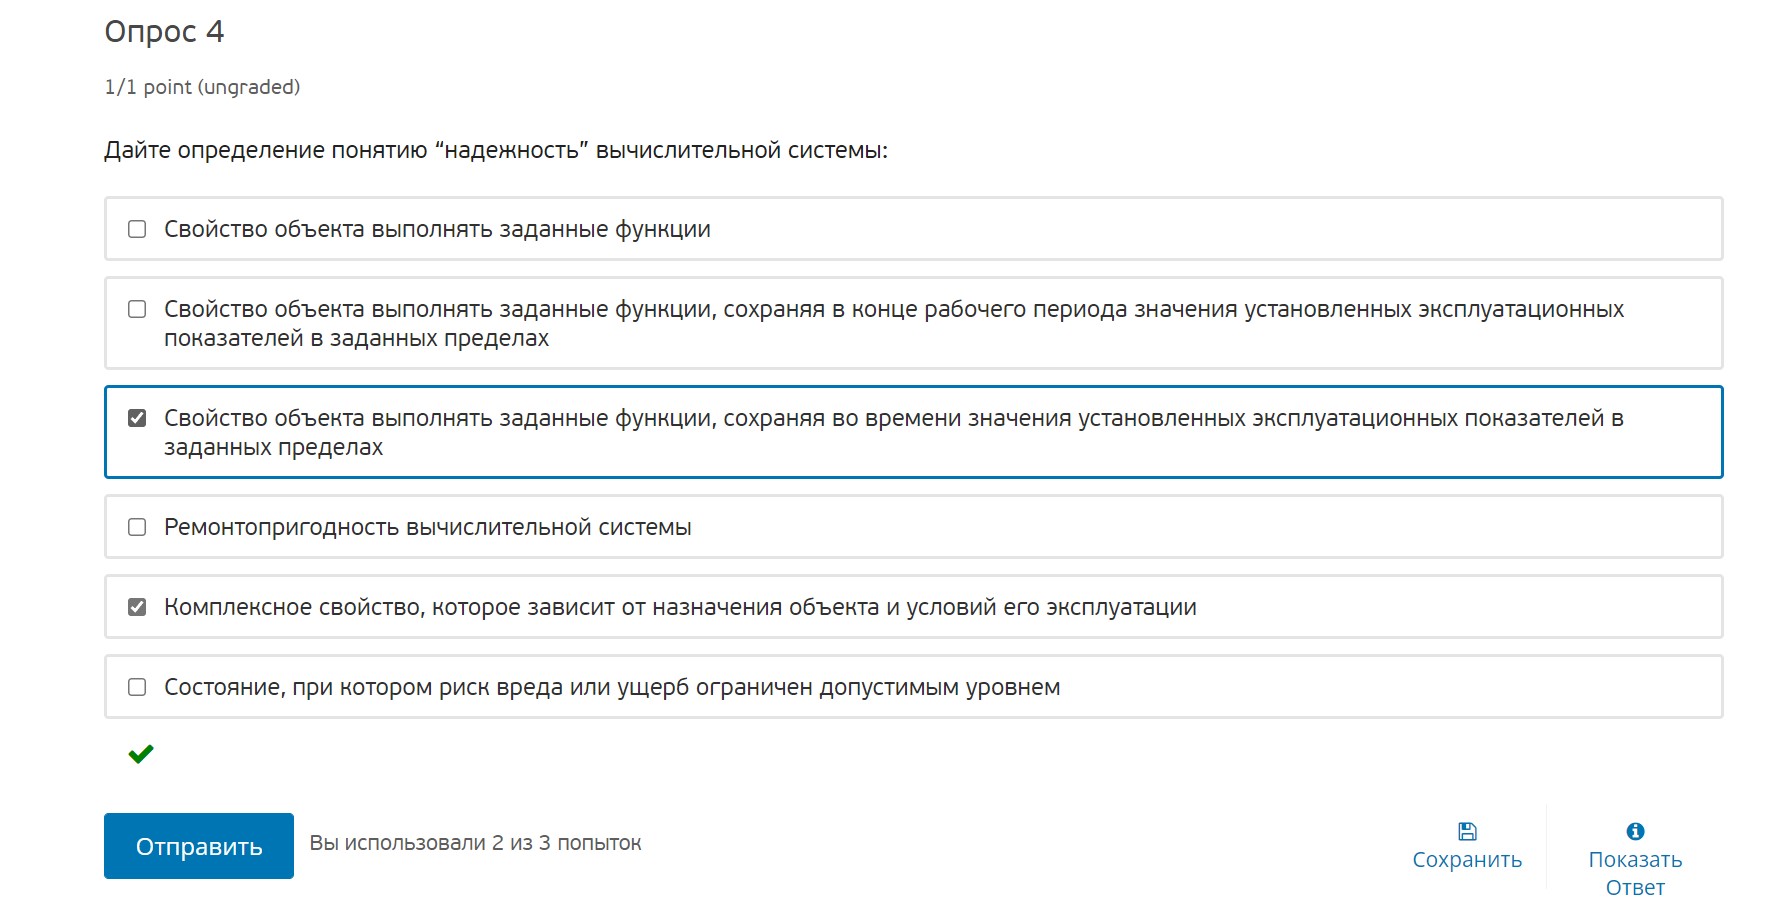 Опрос 4
1/1 point (ungraded)
Дайте определение понятию “надежность” вычислительной системы:
Свойство объекта выполнять заданные функции
Свойство объекта выполнять заданные функции, сохраняя в конце рабочего периода значения установленных эксплуатационных
показателей в заданных пределах
Свойство объекта выполнять заданные функции, сохраняя во времени значения установленных эксплуатационных показателей в
заданных пределах
Ремонтопригодность вычислительной системы
Комплексное свойство, которое зависит от назначения объекта и условий его эксплуатации
Состояние, при котором риск вреда или ущерб ограничен допустимым уровнем
Отправить
Вы использовали 2 из 3 попыток
Сохранить
Показать
Ответ